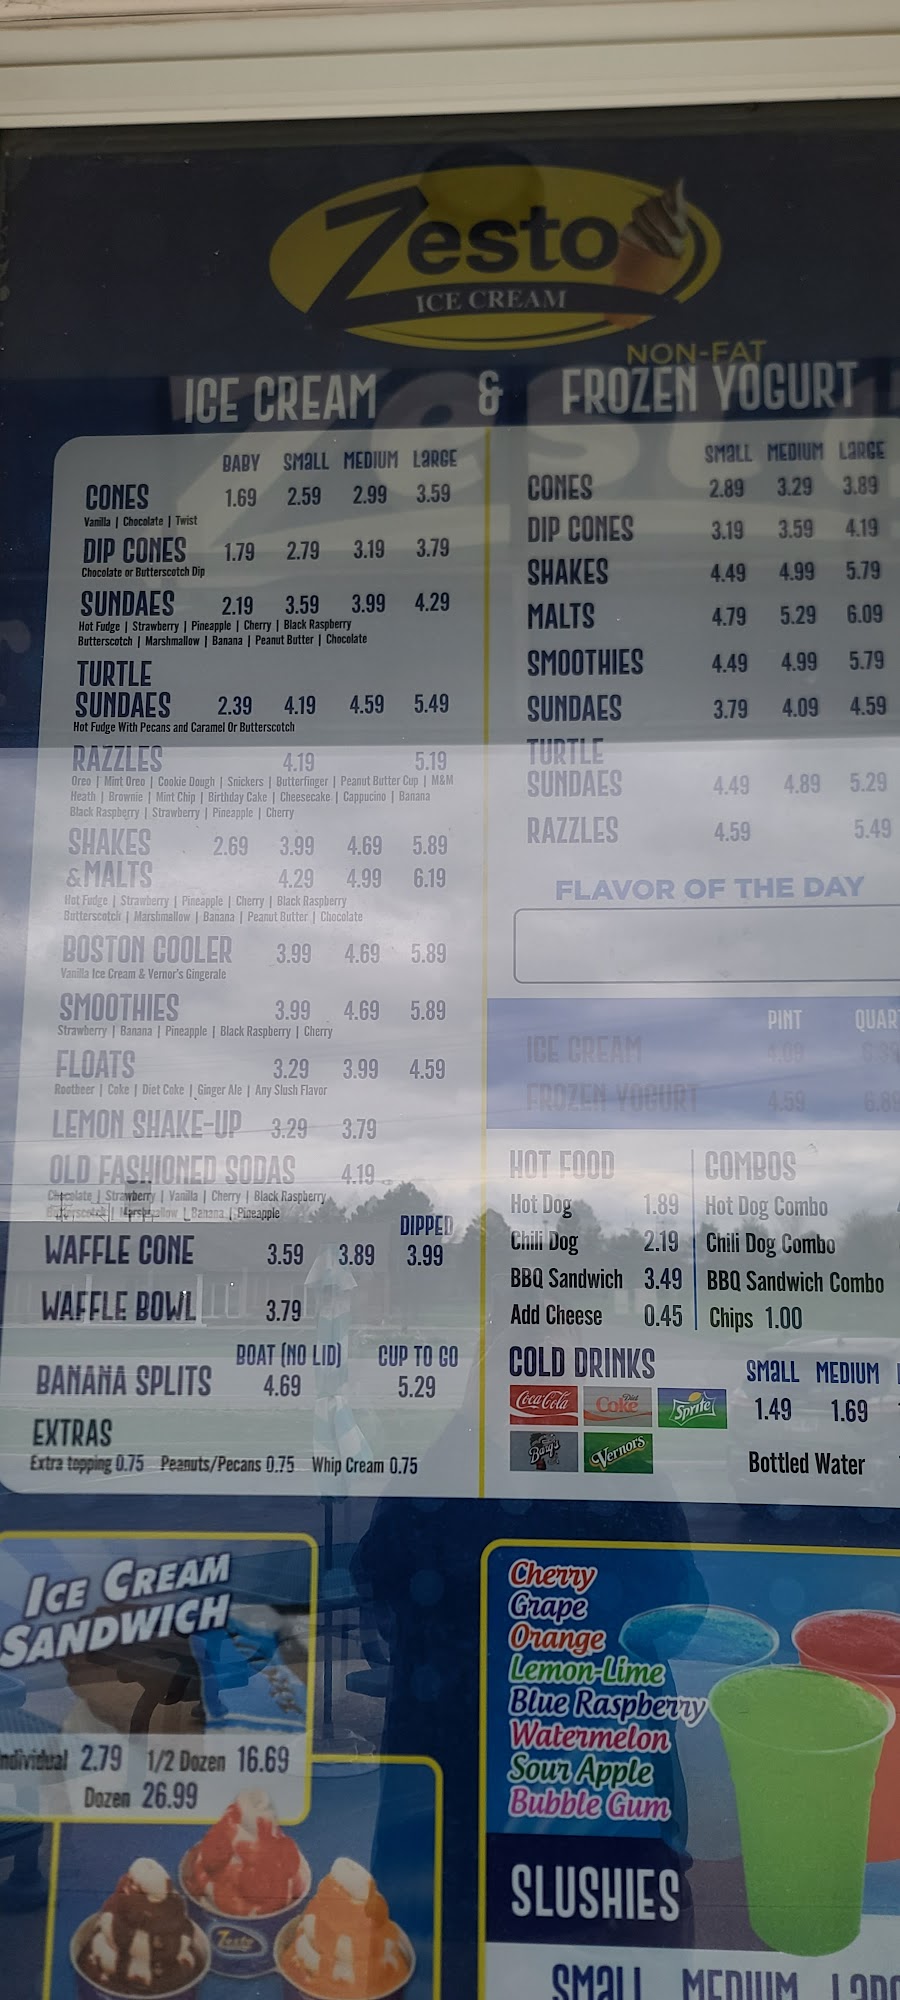 Zesto
ICE CREAM
ICE CREAM & NON-FAT FROZEN YOGURT
BABY SMALL MEDIUM LARGE
CONES 1.69 2.59 2.99 3.59
Vanilla | Chocolate | Twist
DIP CONES 1.79 2.79 3.19 3.79
Chocolate or Butterscotch Dip
SUNDAES 2.19 3.59 3.99 4.29
Hot Fudge | Strawberry | Pineapple | Cherry | Black Raspberry
Butterscotch | Marshmallow | Banana | Peanut Butter | Chocolate
TURTLE
SUNDAES 2.39 4.19 4.59 5.49
Hot Fudge With Pecans and Caramel Or Butterscotch
RAZZLES 4.19 5.19
Oreo | Mint Oreo | Cookie Dough | Snickers | Butterfinger | Peanut Butter Cup | M&M
Heath | Brownie | Mint Chip | Birthday Cake | Cheesecake | Cappucino | Banana
Black Raspberry | Strawberry | Pineapple | Cherry
SHAKES 2.69 3.99 4.69 5.89
& MALTS 4.29 4.99 6.19
Hot Fudge | Strawberry | Pineapple | Cherry | Black Raspberry
Butterscotch | Marshmallow | Banana | Peanut Butter | Chocolate
BOSTON COOLER 3.99 4.69 5.89
Vanilla Ice Cream & Vernor's Gingerale
SMOOTHIES 3.99 4.69 5.89
Strawberry | Banana | Pineapple | Black Raspberry | Cherry
FLOATS 3.29 3.99 4.59
Rootbeer | Coke | Diet Coke | Ginger Ale | Any Slush Flavor
LEMON SHAKE-UP 3.29 3.79
OLD FASHIONED SODAS 4.19
Chocolate | Strawberry | Vanilla | Cherry | Black Raspberry
Butterscotch | Marshmallow | Banana | Pineapple
DIPPED
WAFFLE CONE 3.59 3.89 3.99
WAFFLE BOWL 3.79
BOAT (NO LID) CUP TO GO
BANANA SPLITS 4.69 5.29
EXTRAS
Extra topping 0.75 Peanuts/Pecans 0.75 Whip Cream 0.75
SMALL MEDIUM LARGE
CONES 2.89 3.29 3.89
DIP CONES 3.19 3.59 4.19
SHAKES 4.49 4.99 5.79
MALTS 4.79 5.29 6.09
SMOOTHIES 4.49 4.99 5.79
SUNDAES 3.79 4.09 4.59
TURTLE
SUNDAES 4.49 4.89 5.29
RAZZLES 4.59 5.49
FLAVOR OF THE DAY
PINT QUAR
ICE CREAM
FROZEN YOGURT 4.59 6.89
HOT FOOD
Hot Dog 1.89
Chili Dog 2.19
BBQ Sandwich 3.49
Add Cheese 0.45
COMBOS
Hot Dog Combo
Chili Dog Combo
BBQ Sandwich Combo
Chips 1.00
COLD DRINKS SMALL MEDIUM
Coca-Cola Diet Coke Sprite 1.49 1.69
Barq's Vernors
Bottled Water
ICE CREAM
SANDWICH
ndividual 2.79 1/2 Dozen 16.69
Dozen 26.99
Zesto
Cherry
Grape
Orange
Lemon-Lime
Blue Raspberry
Watermelon
Sour Apple
Bubble Gum
SLUSHIES
SMALL MEDIUM LARG